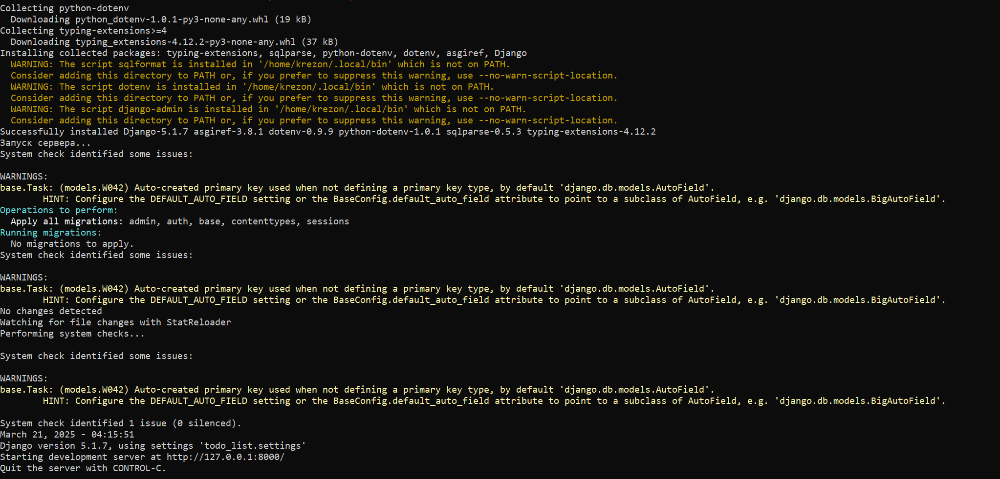 Collecting python-dotenv
  Downloading python_dotenv-1.0.1-py3-none-any.whl (19 kB)
Collecting typing-extensions>=4
  Downloading typing_extensions-4.12.2-py3-none-any.whl (37 kB)
Installing collected packages: typing-extensions, sqlparse, python-dotenv, dotenv, asgiref, Django
  WARNING: The script sqlformat is installed in '/home/krezon/.local/bin' which is not on PATH.
  Consider adding this directory to PATH or, if you prefer to suppress this warning, use --no-warn-script-location.
  WARNING: The script dotenv is installed in '/home/krezon/.local/bin' which is not on PATH.
  Consider adding this directory to PATH or, if you prefer to suppress this warning, use --no-warn-script-location.
  WARNING: The script django-admin is installed in '/home/krezon/.local/bin' which is not on PATH.
  Consider adding this directory to PATH or, if you prefer to suppress this warning, use --no-warn-script-location.
Successfully installed Django-5.1.7 asgiref-3.8.1 dotenv-0.9.9 python-dotenv-1.0.1 sqlparse-0.5.3 typing-extensions-4.12.2
Запуск сервера...
System check identified some issues:

WARNINGS:
base.Task: (models.W042) Auto-created primary key used when not defining a primary key type, by default 'django.db.models.AutoField'.
        HINT: Configure the DEFAULT_AUTO_FIELD setting or the BaseConfig.default_auto_field attribute to point to a subclass of AutoField, e.g. 'django.db.models.BigAutoField'.
Operations to perform:
  Apply all migrations: admin, auth, base, contenttypes, sessions
Running migrations:
  No migrations to apply.
System check identified some issues:

WARNINGS:
base.Task: (models.W042) Auto-created primary key used when not defining a primary key type, by default 'django.db.models.AutoField'.
        HINT: Configure the DEFAULT_AUTO_FIELD setting or the BaseConfig.default_auto_field attribute to point to a subclass of AutoField, e.g. 'django.db.models.BigAutoField'.
No changes detected
Watching for file changes with StatReloader
Performing system checks...

System check identified some issues:

WARNINGS:
base.Task: (models.W042) Auto-created primary key used when not defining a primary key type, by default 'django.db.models.AutoField'.
        HINT: Configure the DEFAULT_AUTO_FIELD setting or the BaseConfig.default_auto_field attribute to point to a subclass of AutoField, e.g. 'django.db.models.BigAutoField'.

System check identified 1 issue (0 silenced).
March 21, 2025 - 04:15:51
Django version 5.1.7, using settings 'todo_list.settings'
Starting development server at http://127.0.0.1:8000/
Quit the server with CONTROL-C.